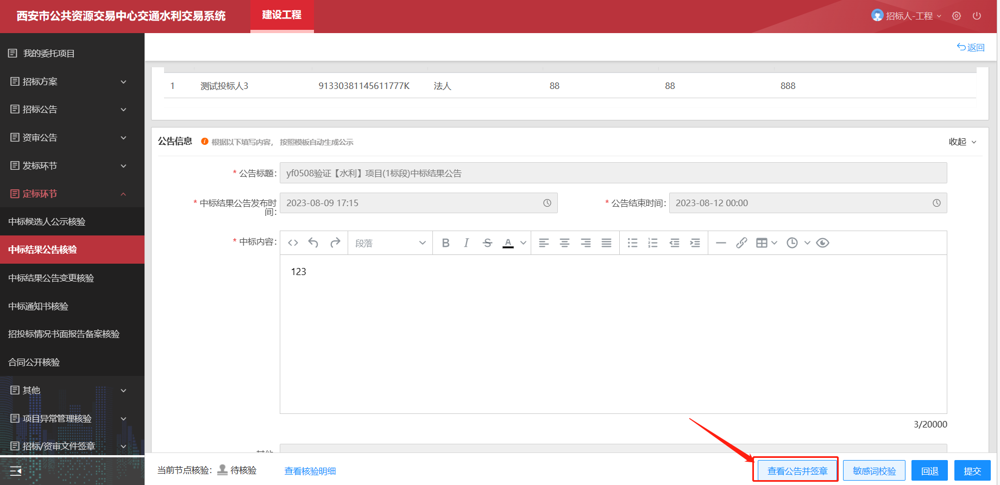 西安市公共资源交易中心交通水利交易系统
建设工程
招标人-工程
返回
我的委托项目
招标方案
招标公告
资审公告
发标环节
定标环节
中标候选人公示核验
中标结果公告核验
中标结果公告变更核验
中标通知书核验
招投标情况书面报告备案核验
合同公开核验
其他
项目异常管理核验
招标/资审文件签章
1 测试投标人3 91330381145611777K 法人 88 88 888
公告信息 根据以下填写内容，按照模板自动生成公示 收起
* 公告标题： yf0508验证【水利】项目(1标段)中标结果公告
* 中标结果公告发布时间： 2023-08-09 17:15 * 公告结束时间： 2023-08-12 00:00
* 中标内容： 段落 B I S A
123
3/20000
当前节点核验： 待核验 查看核验明细 查看公告并签章 敏感词校验 回退 提交